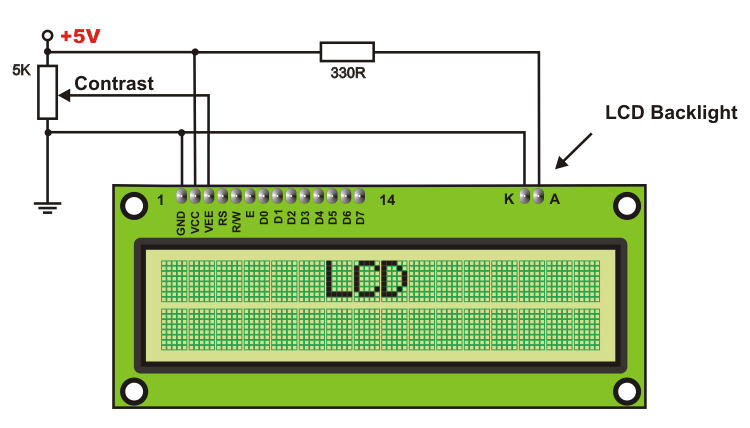 +5V
5K
Contrast
330R
LCD Backlight
1
14
K
A
GND
VCC
VEE
RS
R/W
E
D0
D1
D2
D3
D4
D5
D6
D7
LCD